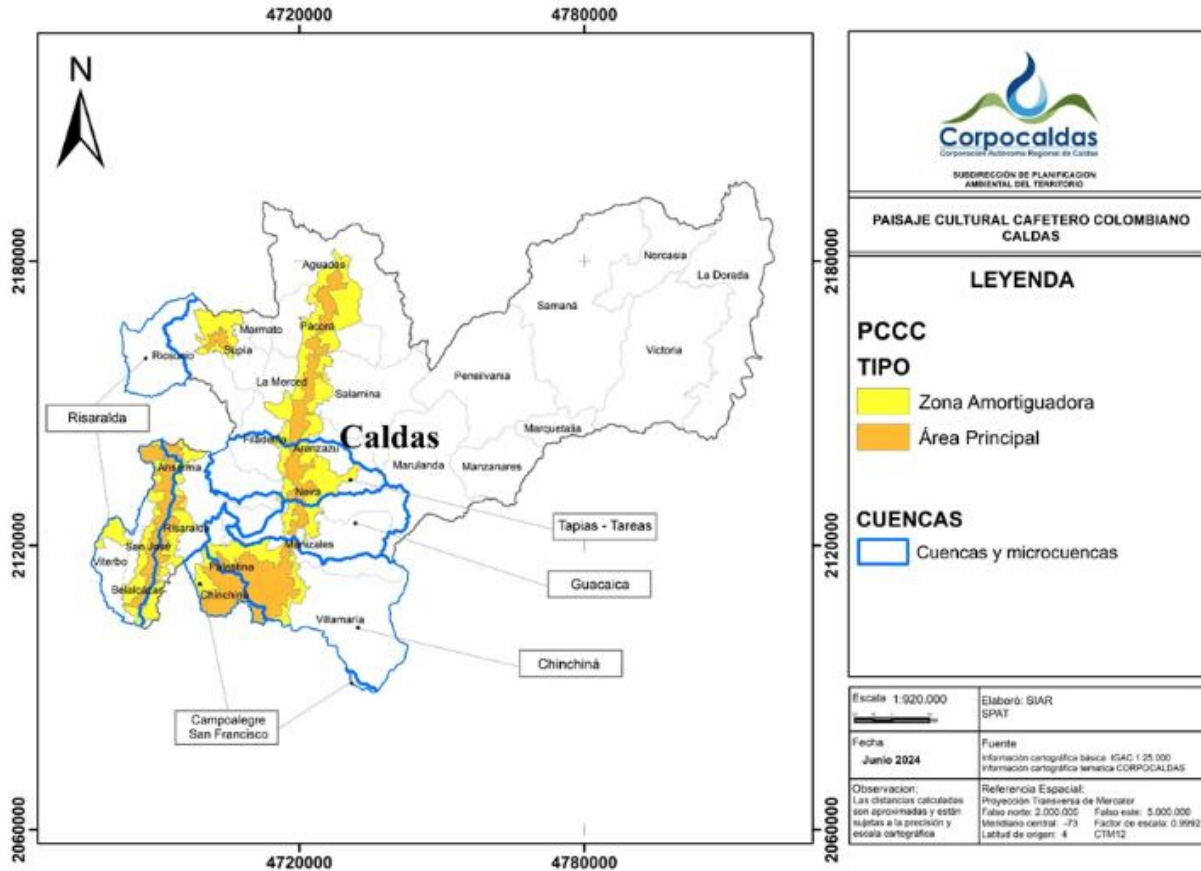 4720000
4780000
N
2180000
2180000
2120000
2120000
2060000
2060000
4720000
4780000
Aguadas
Norcasia
La Dorada
Samaná
Marmato
Pácora
Riosucio
Supía
Victoria
La Merced
Pensilvania
Salamina
Risaralda
Marquetalia
Filadelfia
Caldas
Aranzazu
Anserma
Marulanda
Manzanares
Neira
Tapias - Tareas
Risaralda
San José
Manizales
Viterbo
Palestina
Guacaica
Belalcázar
Chinchiná
Villamaría
Chinchiná
Campoalegre
San Francisco
Corpocaldas
Corporación Autónoma Regional de Caldas
SUBDIRECCIÓN DE PLANIFICACION
AMBIENTAL DEL TERRITORIO
PAISAJE CULTURAL CAFETERO COLOMBIANO
CALDAS
LEYENDA
PCCC
TIPO
Zona Amortiguadora
Área Principal
CUENCAS
Cuencas y microcuencas
Escala 1:920.000
Elaboró: SIAR
SPAT
Fecha
Junio 2024
Fuente
Información cartográfica básica IGAC 1:25.000
Información cartográfica tematica CORPOCALDAS
Observacion:
Las distancias calculadas
son aproximadas y están
sujetas a la precisión y
escala cartográfica
Referencia Espacial:
Proyección Transversa de Mercator
Falso norte: 2.000.000 Falso este: 5.000.000
Meridiano central: -73 Factor de escala: 0.9992
Latitud de origen: 4 CTM12